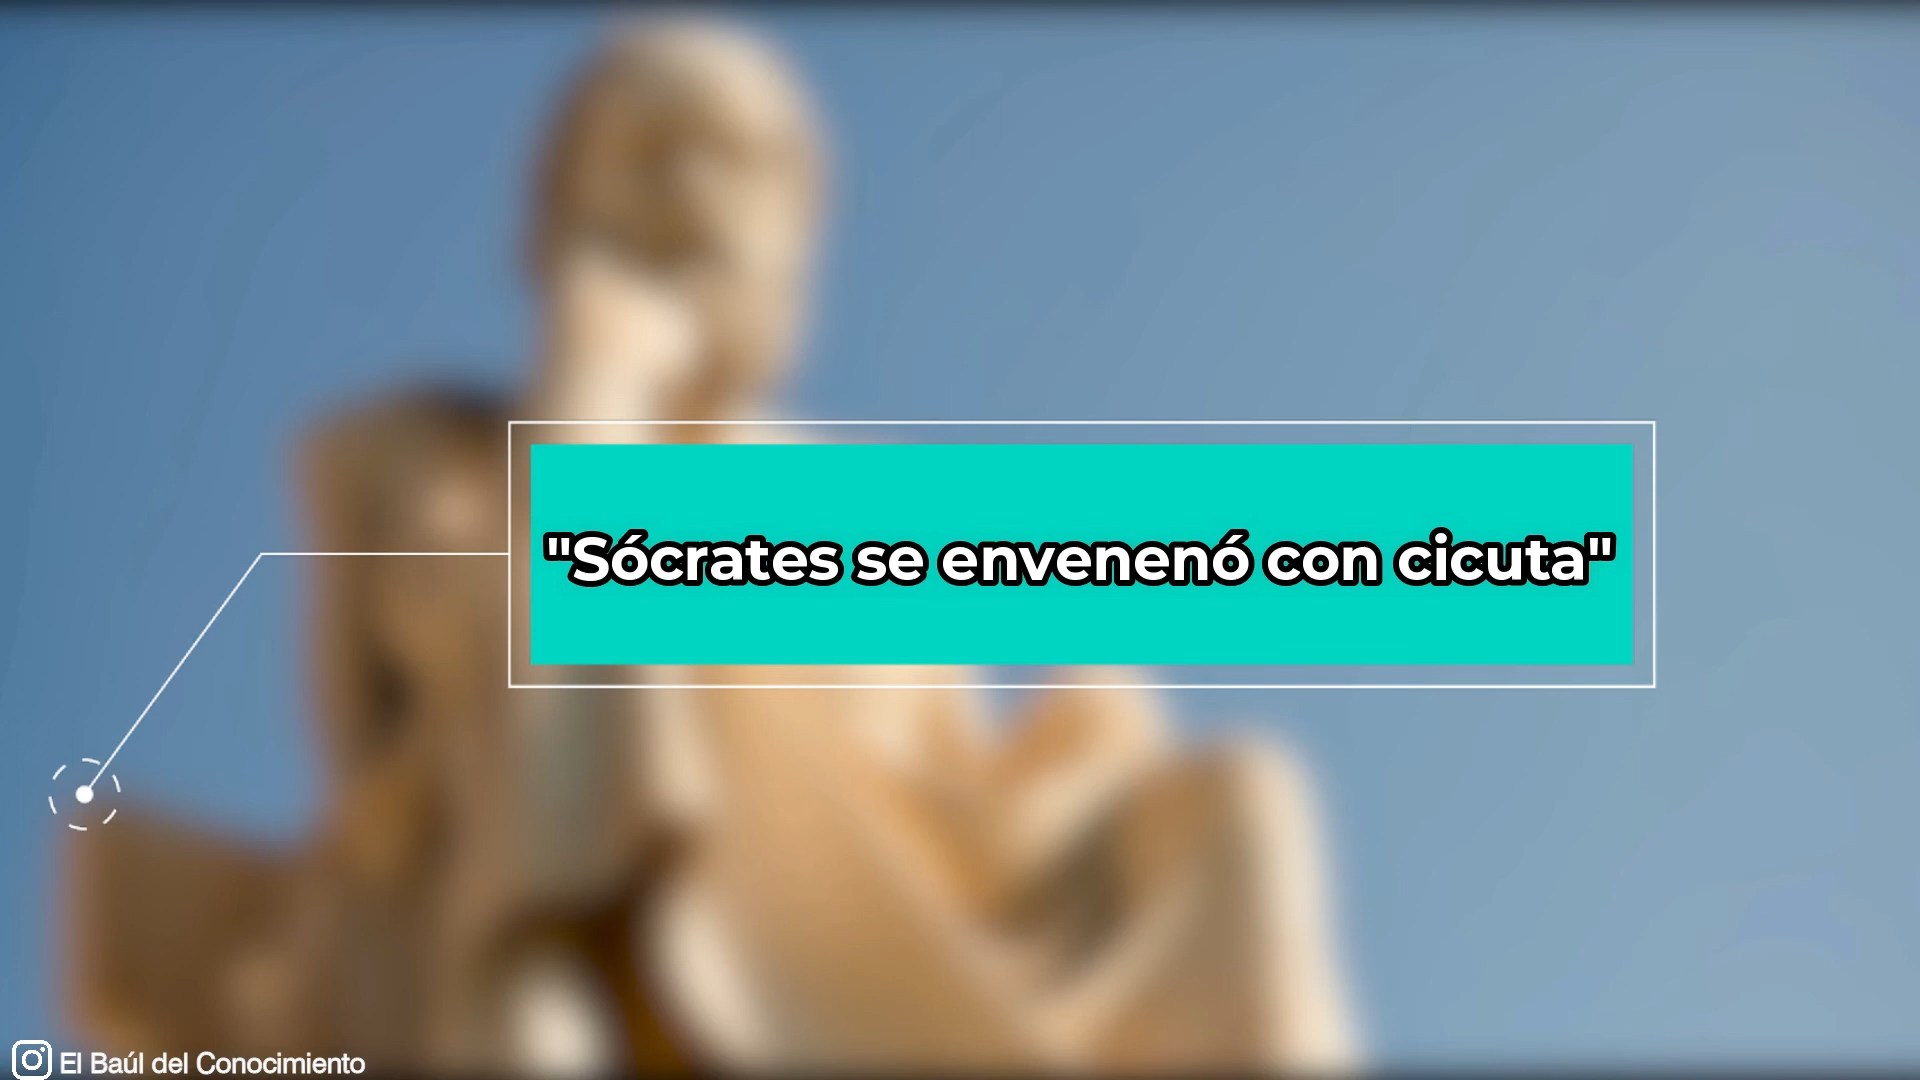 "Sócrates se envenenó con cicuta"
El Baúl del Conocimiento